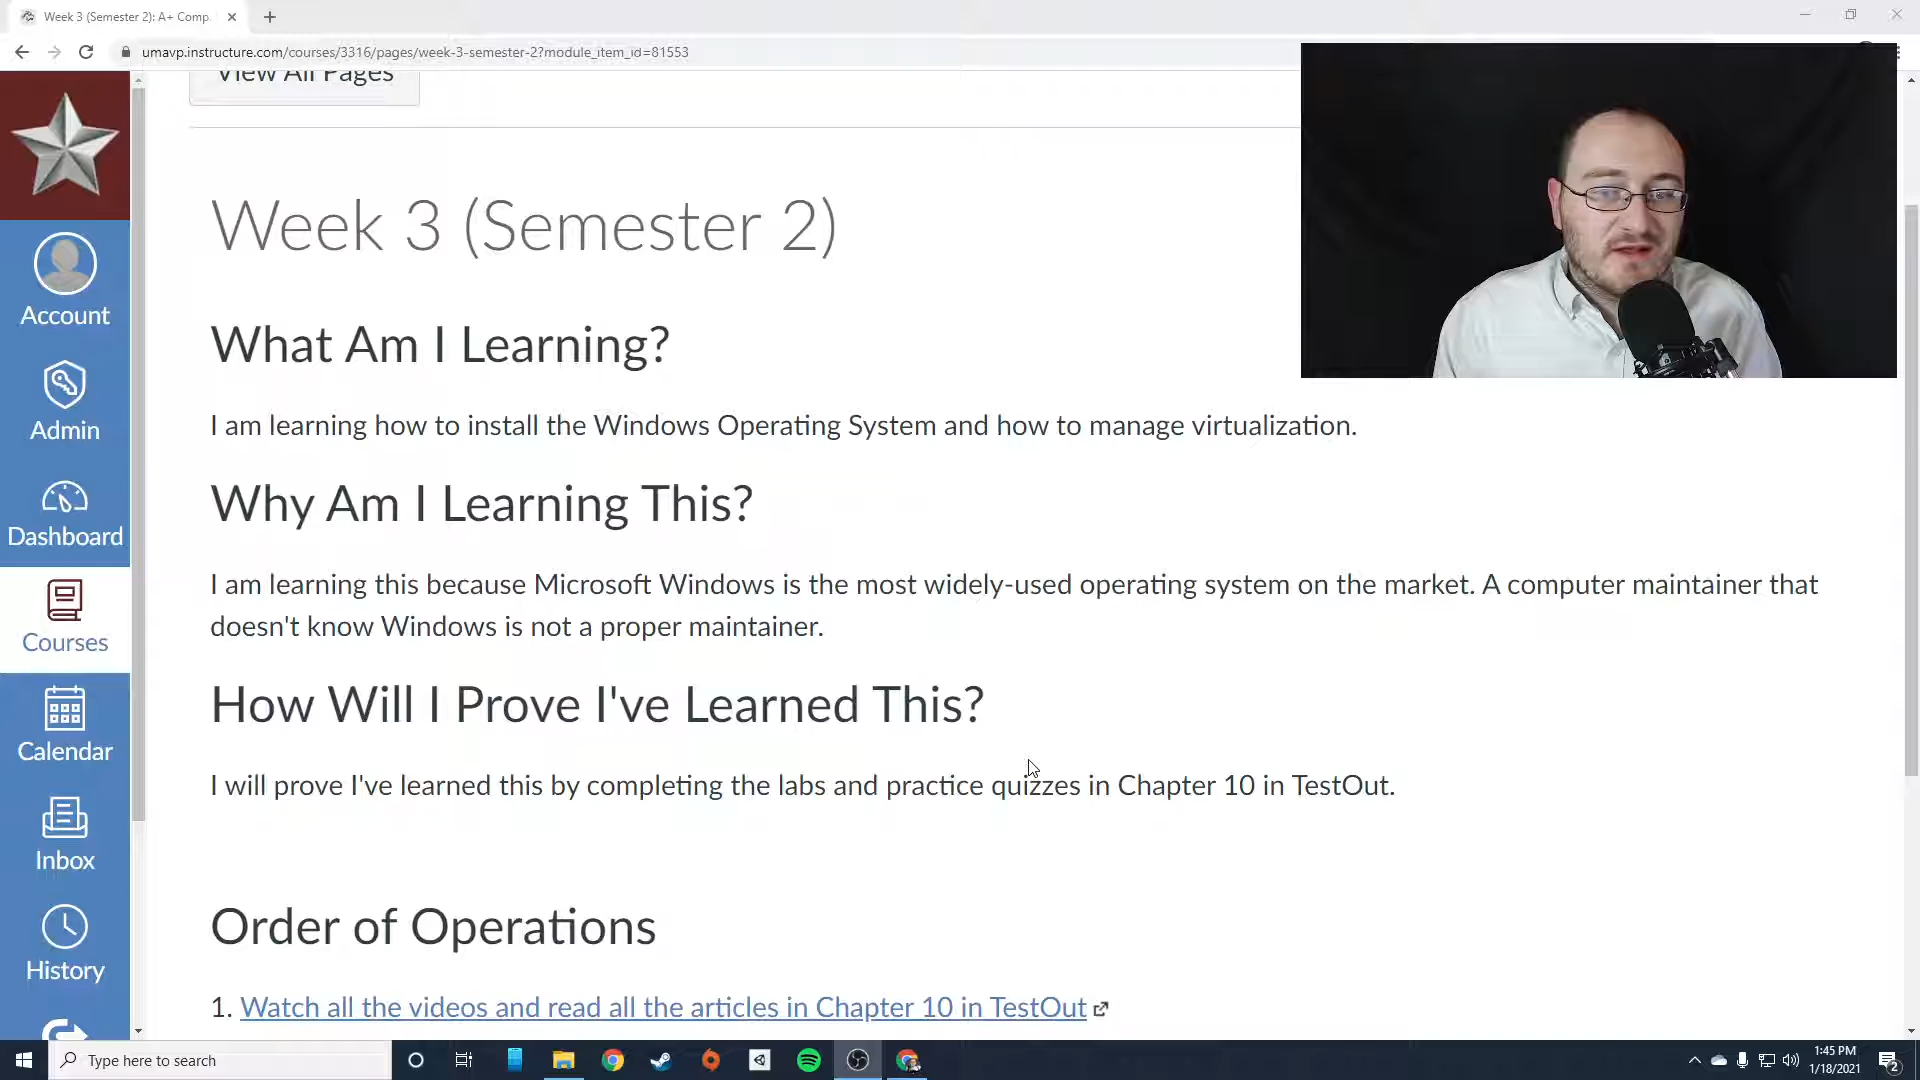 Week 3 (Semester 2): A+ Comp
umavp.instructure.com/courses/3316/pages/week-3-semester-2?module_item_id=81553
View All Pages
Week 3 (Semester 2)
What Am I Learning?
I am learning how to install the Windows Operating System and how to manage virtualization.
Why Am I Learning This?
I am learning this because Microsoft Windows is the most widely-used operating system on the market. A computer maintainer that
doesn't know Windows is not a proper maintainer.
How Will I Prove I've Learned This?
I will prove I've learned this by completing the labs and practice quizzes in Chapter 10 in TestOut.
Order of Operations
1. Watch all the videos and read all the articles in Chapter 10 in TestOut
Account
Admin
Dashboard
Courses
Calendar
Inbox
History
Type here to search
1:45 PM
1/18/2021
2